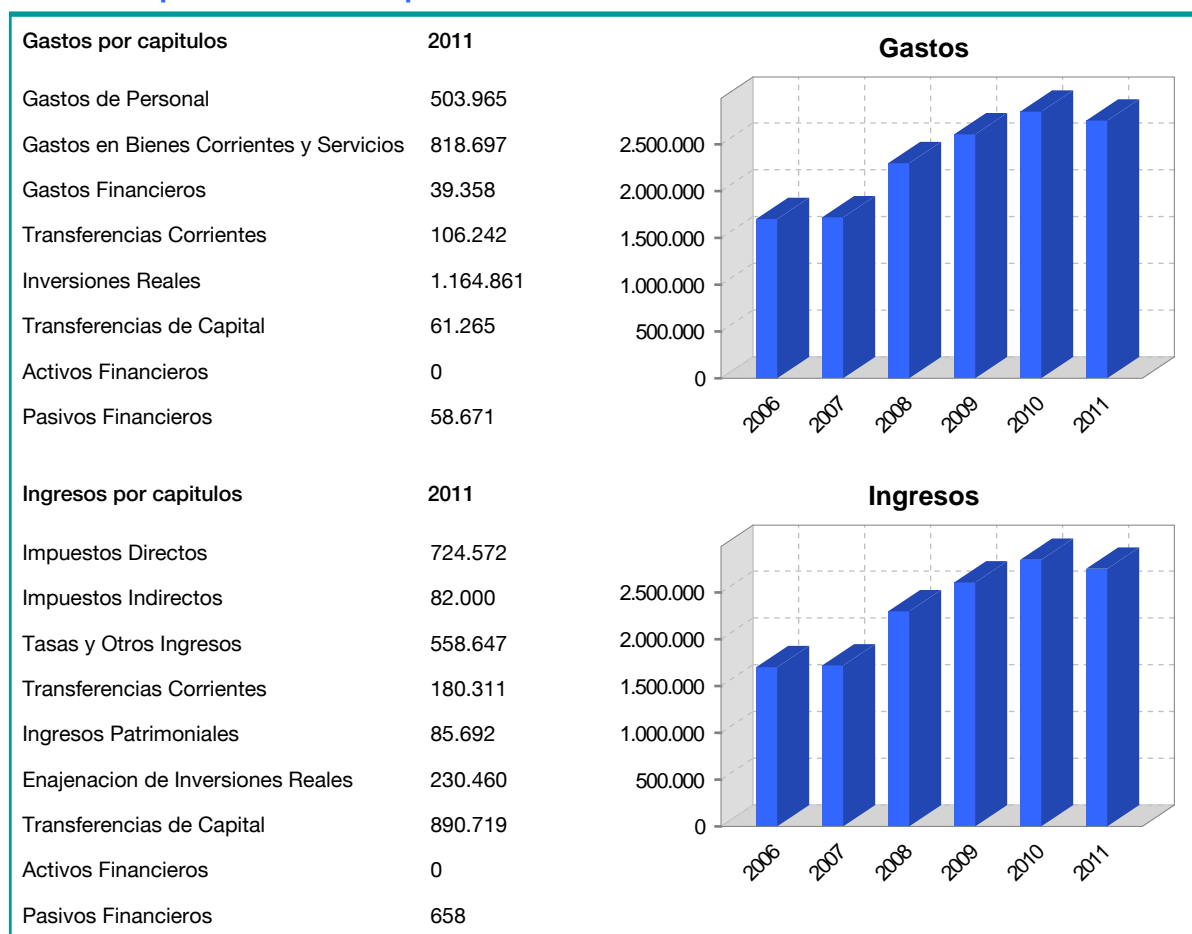 Gastos por capitulos 2011
Gastos de Personal 503.965
Gastos en Bienes Corrientes y Servicios 818.697
Gastos Financieros 39.358
Transferencias Corrientes 106.242
Inversiones Reales 1.164.861
Transferencias de Capital 61.265
Activos Financieros 0
Pasivos Financieros 58.671
Gastos
2.500.000
2.000.000
1.500.000
1.000.000
500.000
0
2006 2007 2008 2009 2010 2011
Ingresos por capitulos 2011
Impuestos Directos 724.572
Impuestos Indirectos 82.000
Tasas y Otros Ingresos 558.647
Transferencias Corrientes 180.311
Ingresos Patrimoniales 85.692
Enajenacion de Inversiones Reales 230.460
Transferencias de Capital 890.719
Activos Financieros 0
Pasivos Financieros 658
Ingresos
2.500.000
2.000.000
1.500.000
1.000.000
500.000
0
2006 2007 2008 2009 2010 2011